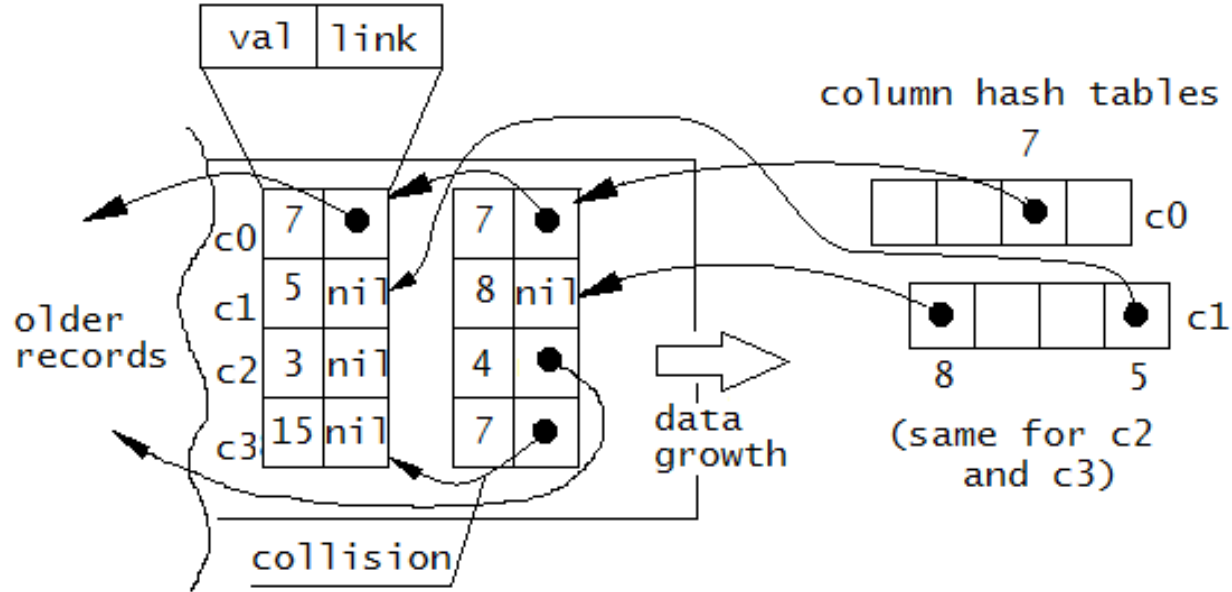 val link
column hash tables
7
c0 7 7 c0
c1 5 nil 8 nil c1
older
records
c2 3 nil 4
8 5
c3 15 nil 7
data
growth
(same for c2
and c3)
collision